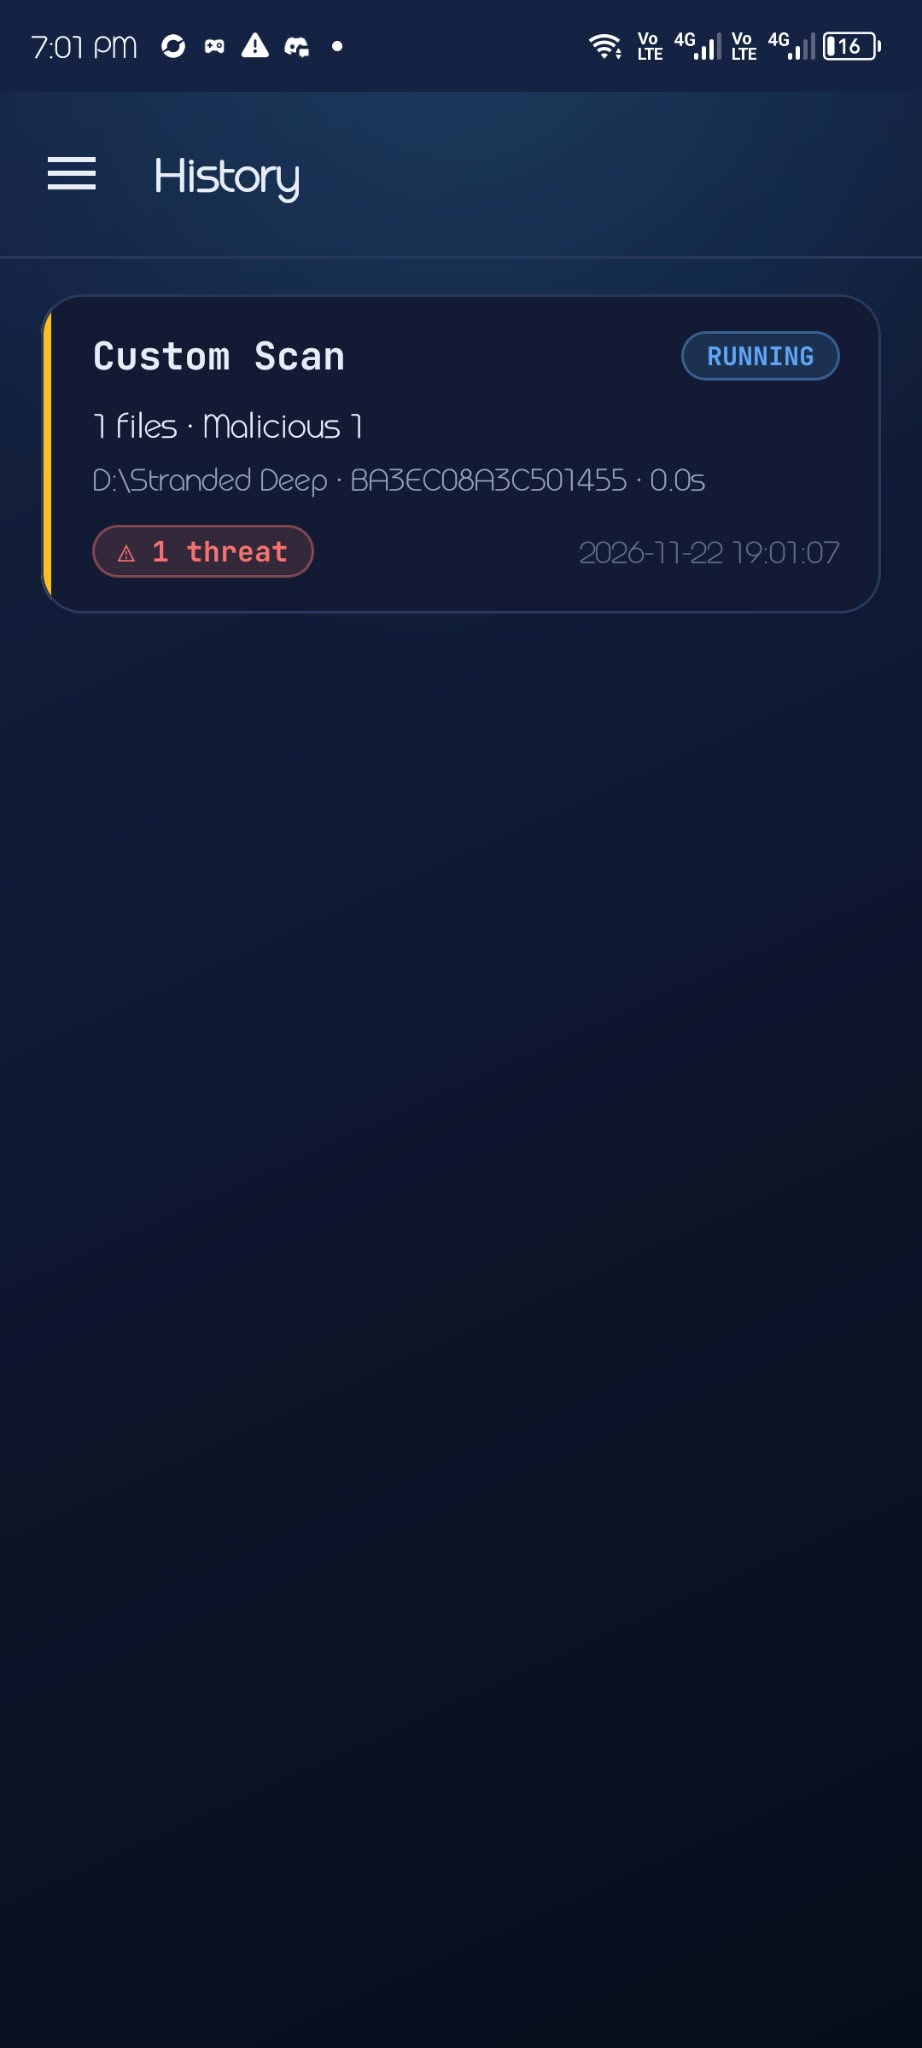 7:01 PM Vo LTE 4G Vo LTE 4G 16
History
Custom Scan RUNNING
1 files · Malicious 1
D:\Stranded Deep · BA3EC08A3C501455 · 0.0s
⚠ 1 threat 2026-11-22 19:01:07